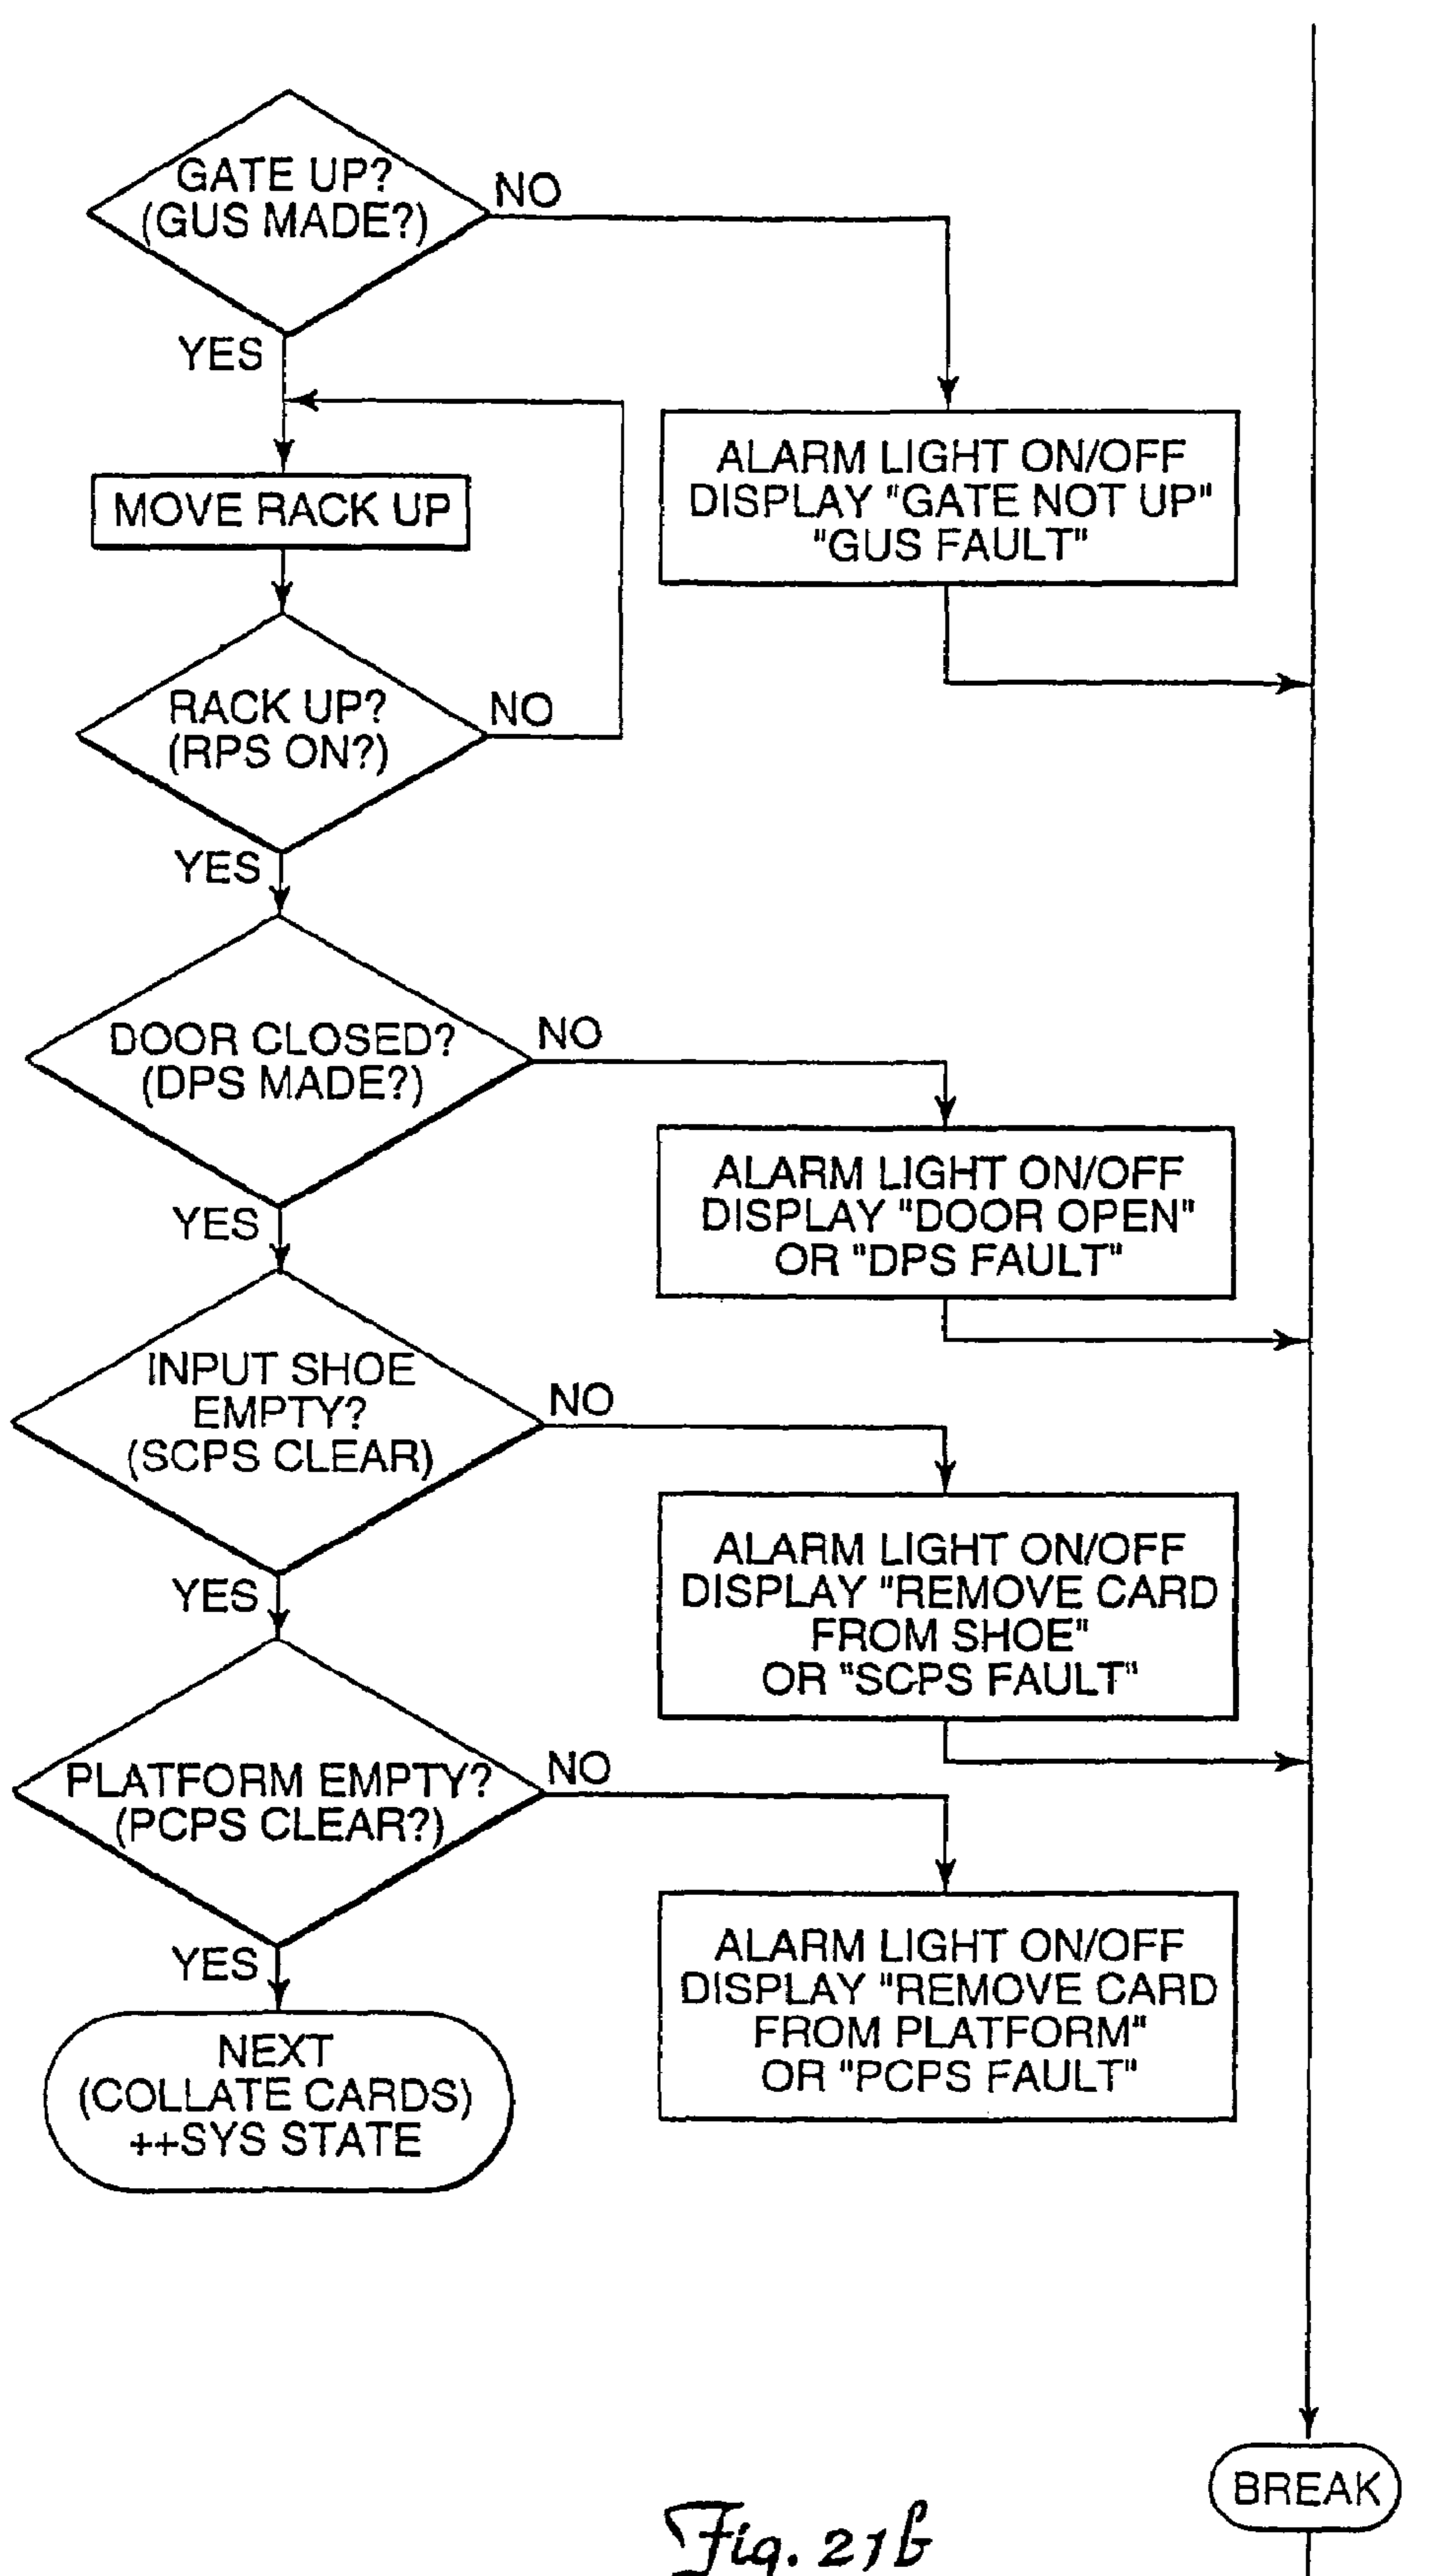 GATE UP?
(GUS MADE?)
NO
YES
MOVE RACK UP
ALARM LIGHT ON/OFF
DISPLAY "GATE NOT UP"
"GUS FAULT"
RACK UP?
(RPS ON?)
NO
YES
DOOR CLOSED?
(DPS MADE?)
NO
YES
ALARM LIGHT ON/OFF
DISPLAY "DOOR OPEN"
OR "DPS FAULT"
INPUT SHOE
EMPTY?
(SCPS CLEAR)
NO
YES
ALARM LIGHT ON/OFF
DISPLAY "REMOVE CARD
FROM SHOE"
OR "SCPS FAULT"
PLATFORM EMPTY?
(PCPS CLEAR?)
NO
YES
ALARM LIGHT ON/OFF
DISPLAY "REMOVE CARD
FROM PLATFORM"
OR "PCPS FAULT"
NEXT
(COLLATE CARDS)
++SYS STATE
BREAK
Fig. 21b